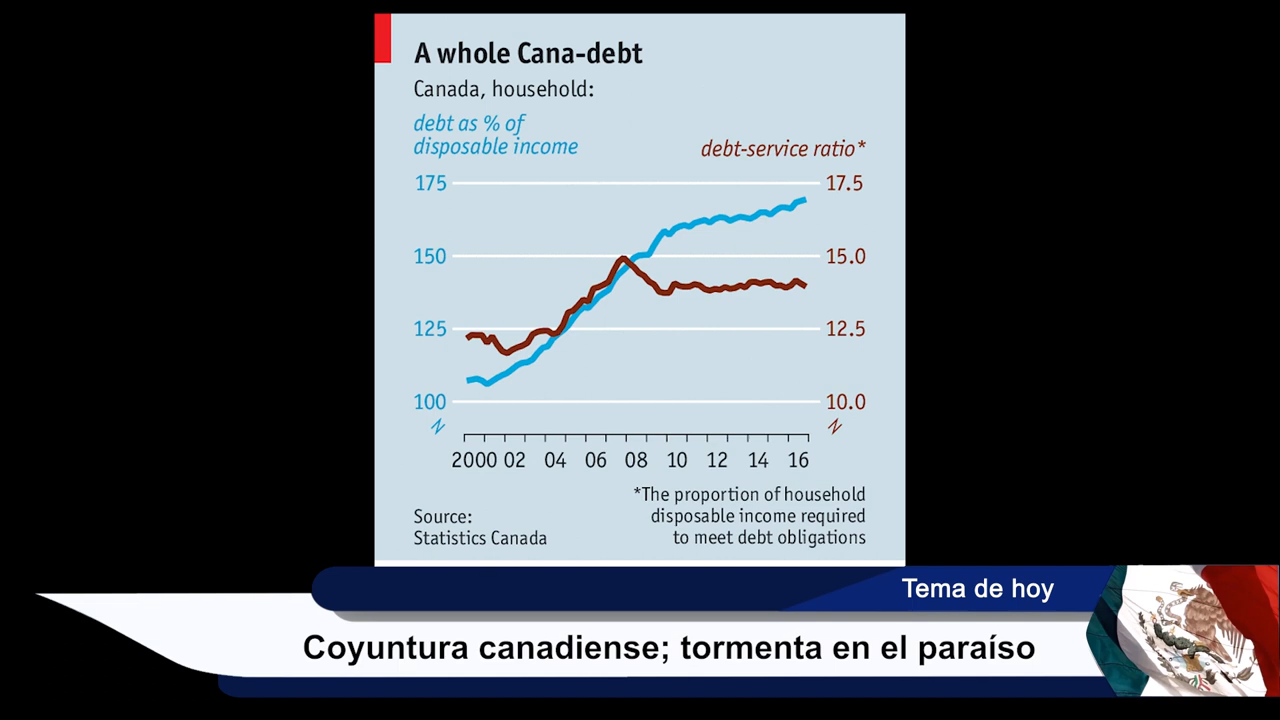 A whole Cana-debt
Canada, household:
debt as % of
disposable income
debt-service ratio*
175
17.5
150
15.0
125
12.5
100
10.0
2000 02 04 06 08 10 12 14 16
*The proportion of household
disposable income required
to meet debt obligations
Source:
Statistics Canada
Tema de hoy
Coyuntura canadiense; tormenta en el paraíso